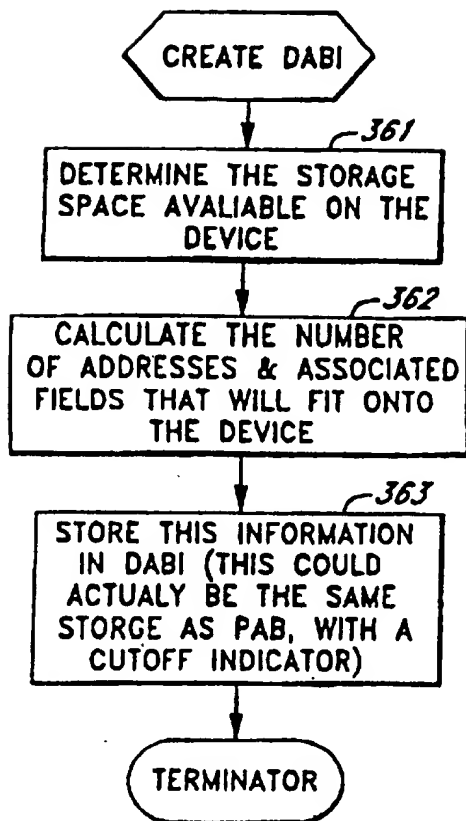 CREATE DABI
361
DETERMINE THE STORAGE
SPACE AVALIABLE ON THE
DEVICE
362
CALCULATE THE NUMBER
OF ADDRESSES & ASSOCIATED
FIELDS THAT WILL FIT ONTO
THE DEVICE
363
STORE THIS INFORMATION
IN DABI (THIS COULD
ACTUALY BE THE SAME
STORGE AS PAB, WITH A
CUTOFF INDICATOR)
TERMINATOR